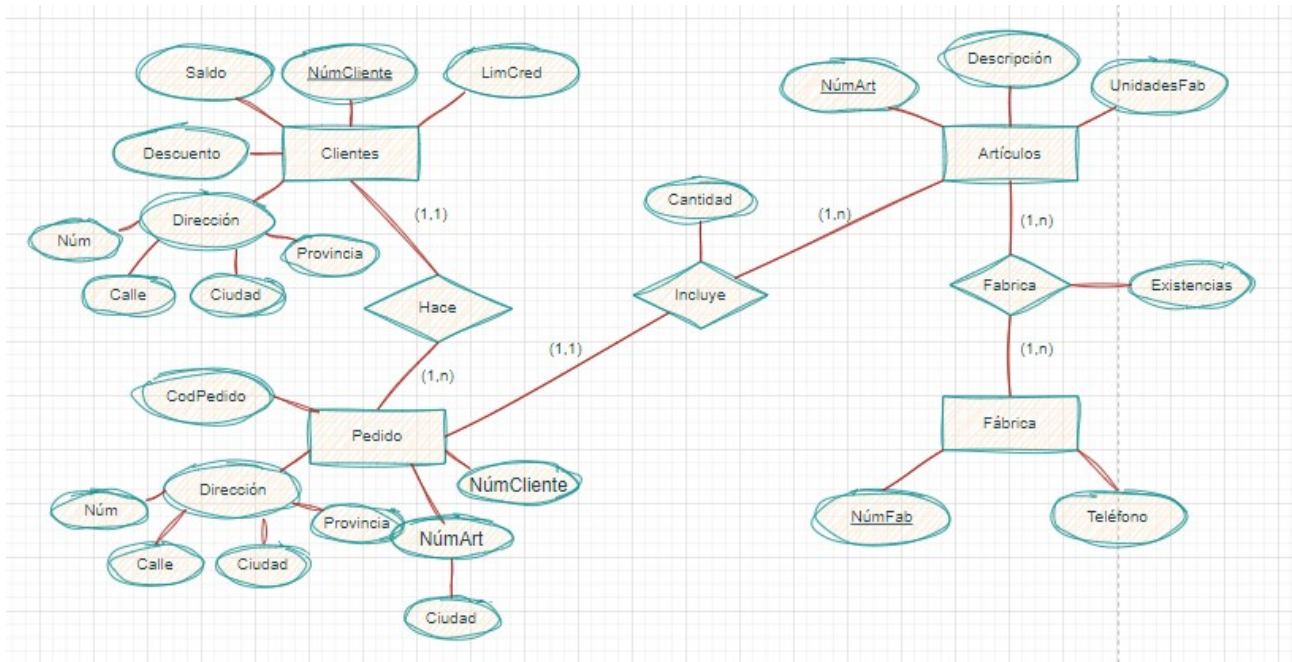 Saldo
NúmCliente
LimCred
Descripción
NúmArt
UnidadesFab
Descuento
Clientes
Artículos
Dirección
(1,1)
Cantidad
(1,n)
(1,n)
Núm
Provincia
Calle
Ciudad
Hace
Incluye
Fabrica
Existencias
(1,1)
(1,n)
(1,n)
CodPedido
Pedido
Fábrica
Dirección
NúmCliente
Núm
Provincia
NúmArt
NúmFab
Teléfono
Calle
Ciudad
Ciudad